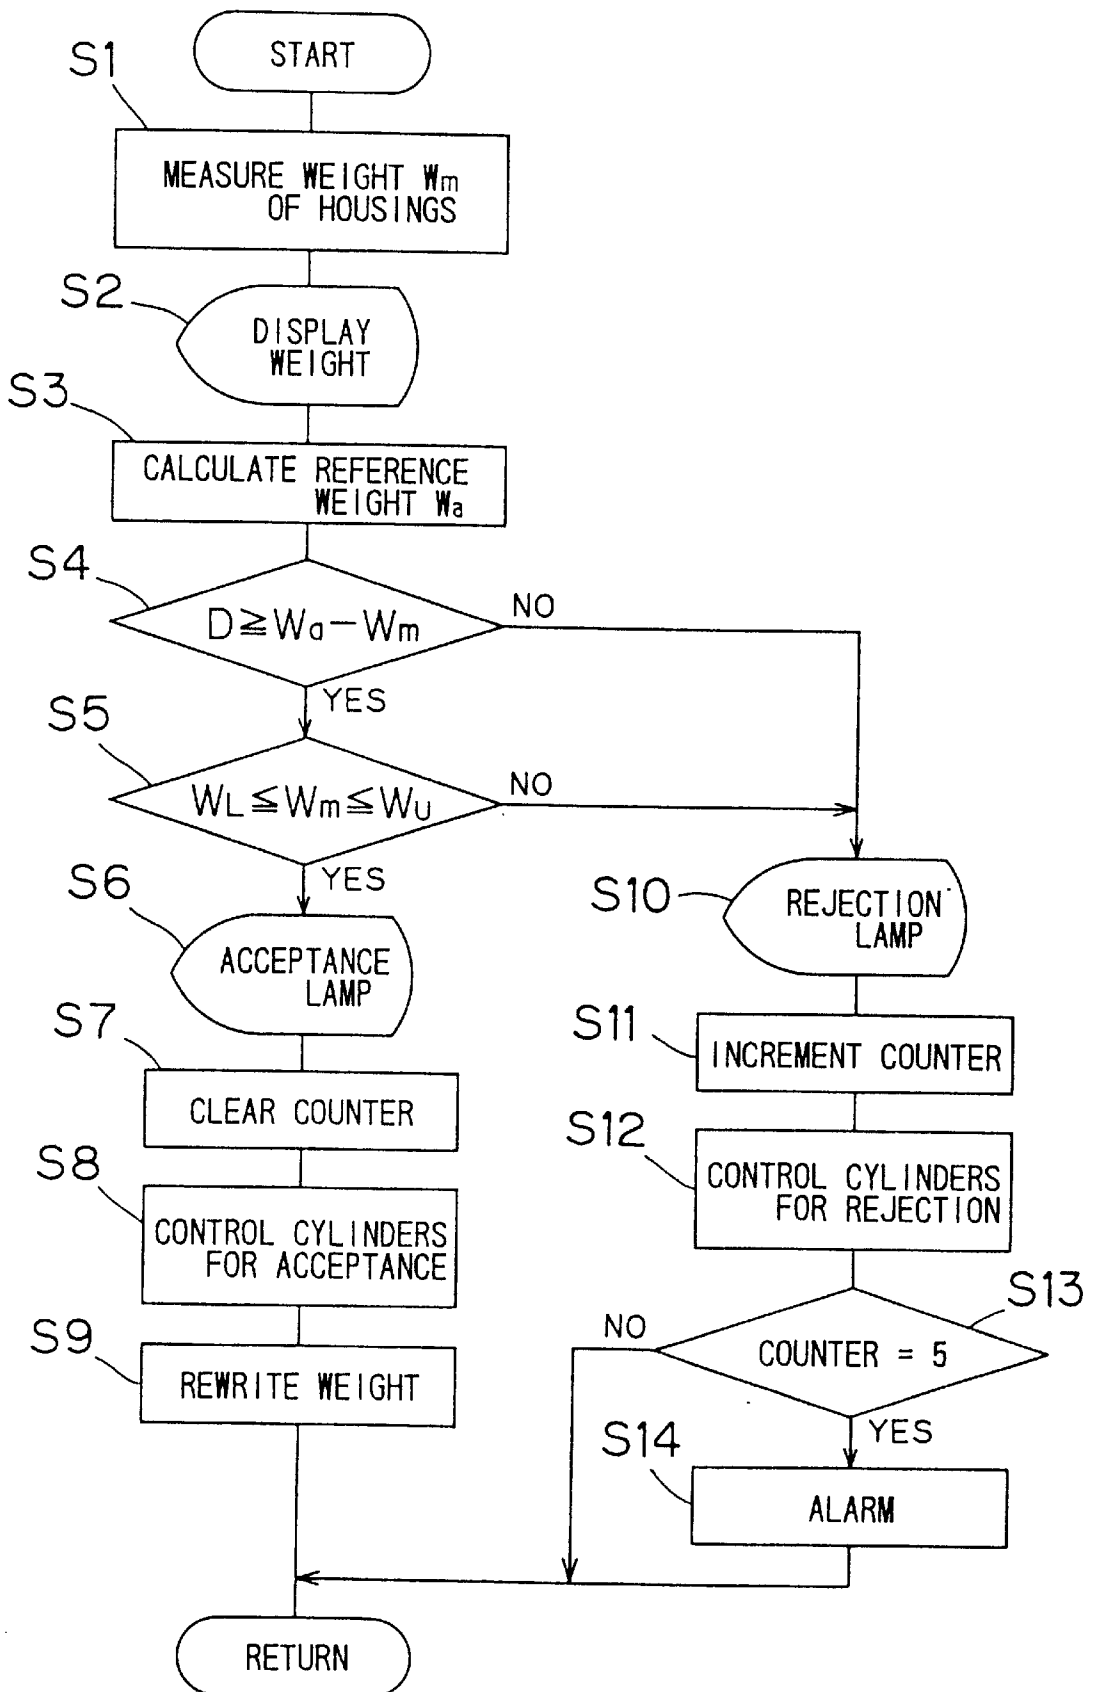 START
S1
MEASURE WEIGHT Wm
OF HOUSINGS
S2
DISPLAY
WEIGHT
S3
CALCULATE REFERENCE
WEIGHT Wa
S4
D ≧ Wa − Wm
NO
YES
S5
WL ≦ Wm ≦ WU
NO
YES
S6
ACCEPTANCE
LAMP
S7
CLEAR COUNTER
S8
CONTROL CYLINDERS
FOR ACCEPTANCE
S9
REWRITE WEIGHT
S10
REJECTION
LAMP
S11
INCREMENT COUNTER
S12
CONTROL CYLINDERS
FOR REJECTION
S13
COUNTER = 5
NO
YES
S14
ALARM
RETURN